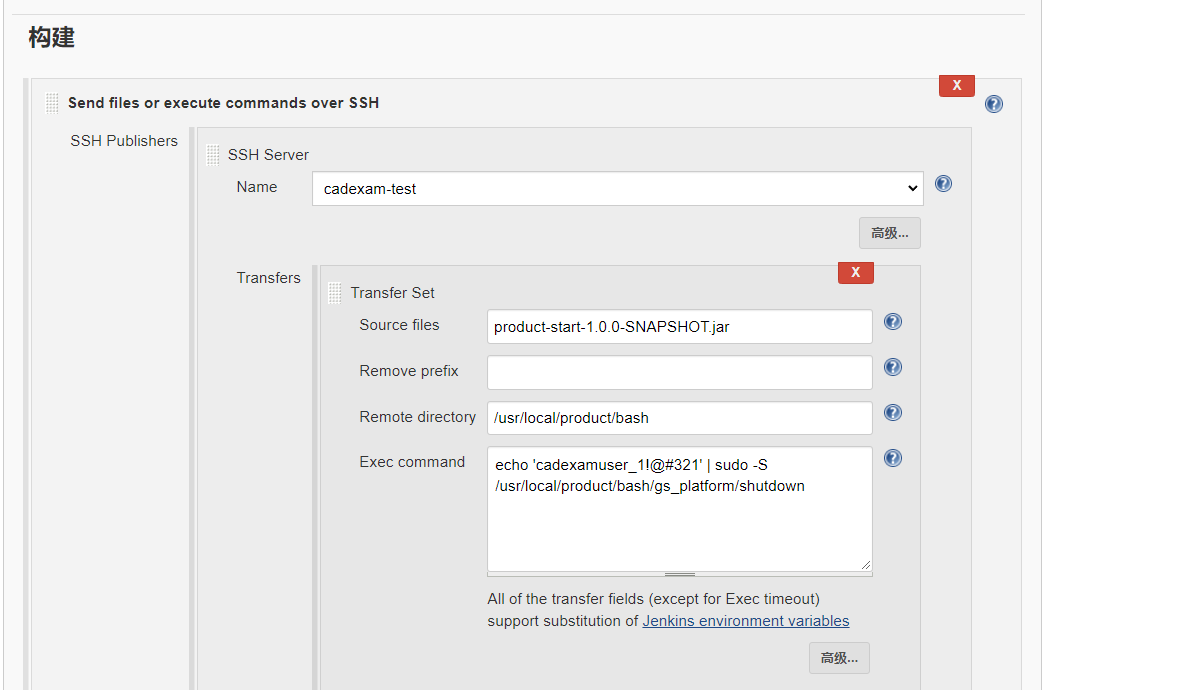 构建
X
Send files or execute commands over SSH
SSH Publishers
SSH Server
Name
cadexam-test
高级...
Transfers
X
Transfer Set
Source files
product-start-1.0.0-SNAPSHOT.jar
Remove prefix
Remote directory
/usr/local/product/bash
Exec command
echo 'cadexamuser_1!@#321' | sudo -S
/usr/local/product/bash/gs_platform/shutdown
All of the transfer fields (except for Exec timeout)
support substitution of Jenkins environment variables
高级...